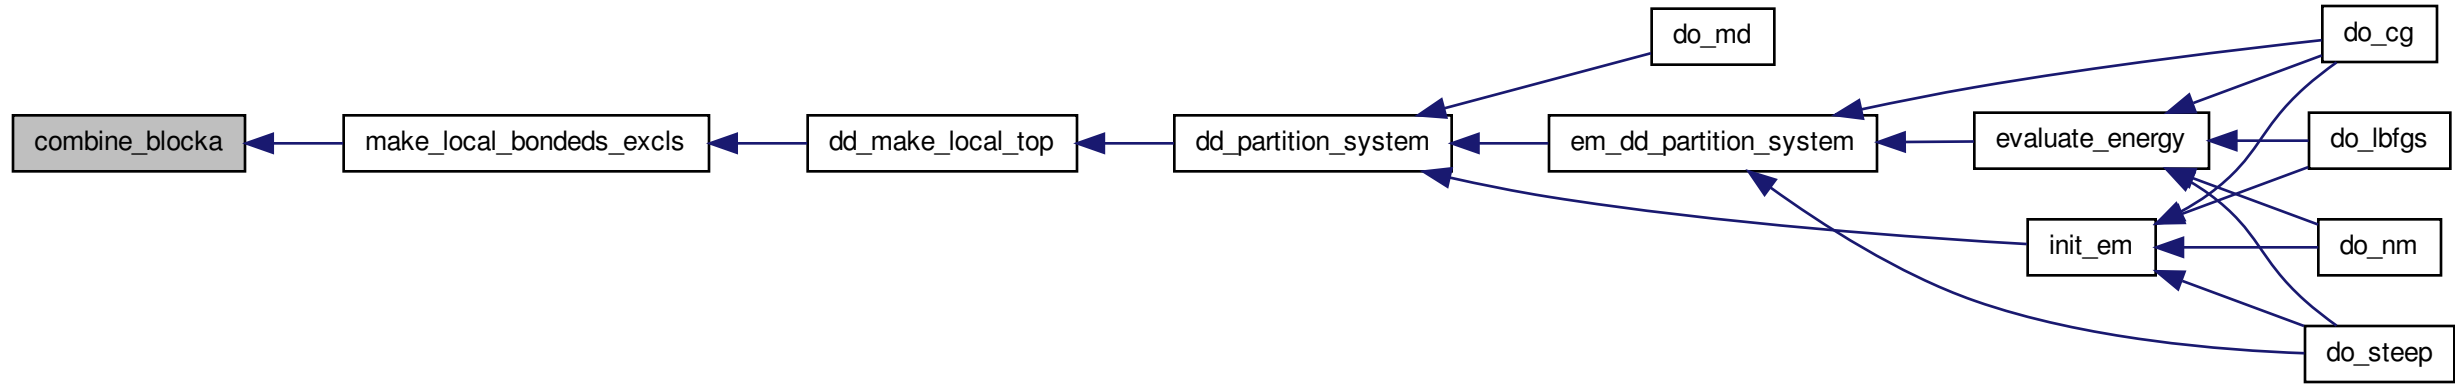 combine_blocka
make_local_bondeds_excls
dd_make_local_top
dd_partition_system
do_md
em_dd_partition_system
evaluate_energy
init_em
do_cg
do_lbfgs
do_nm
do_steep